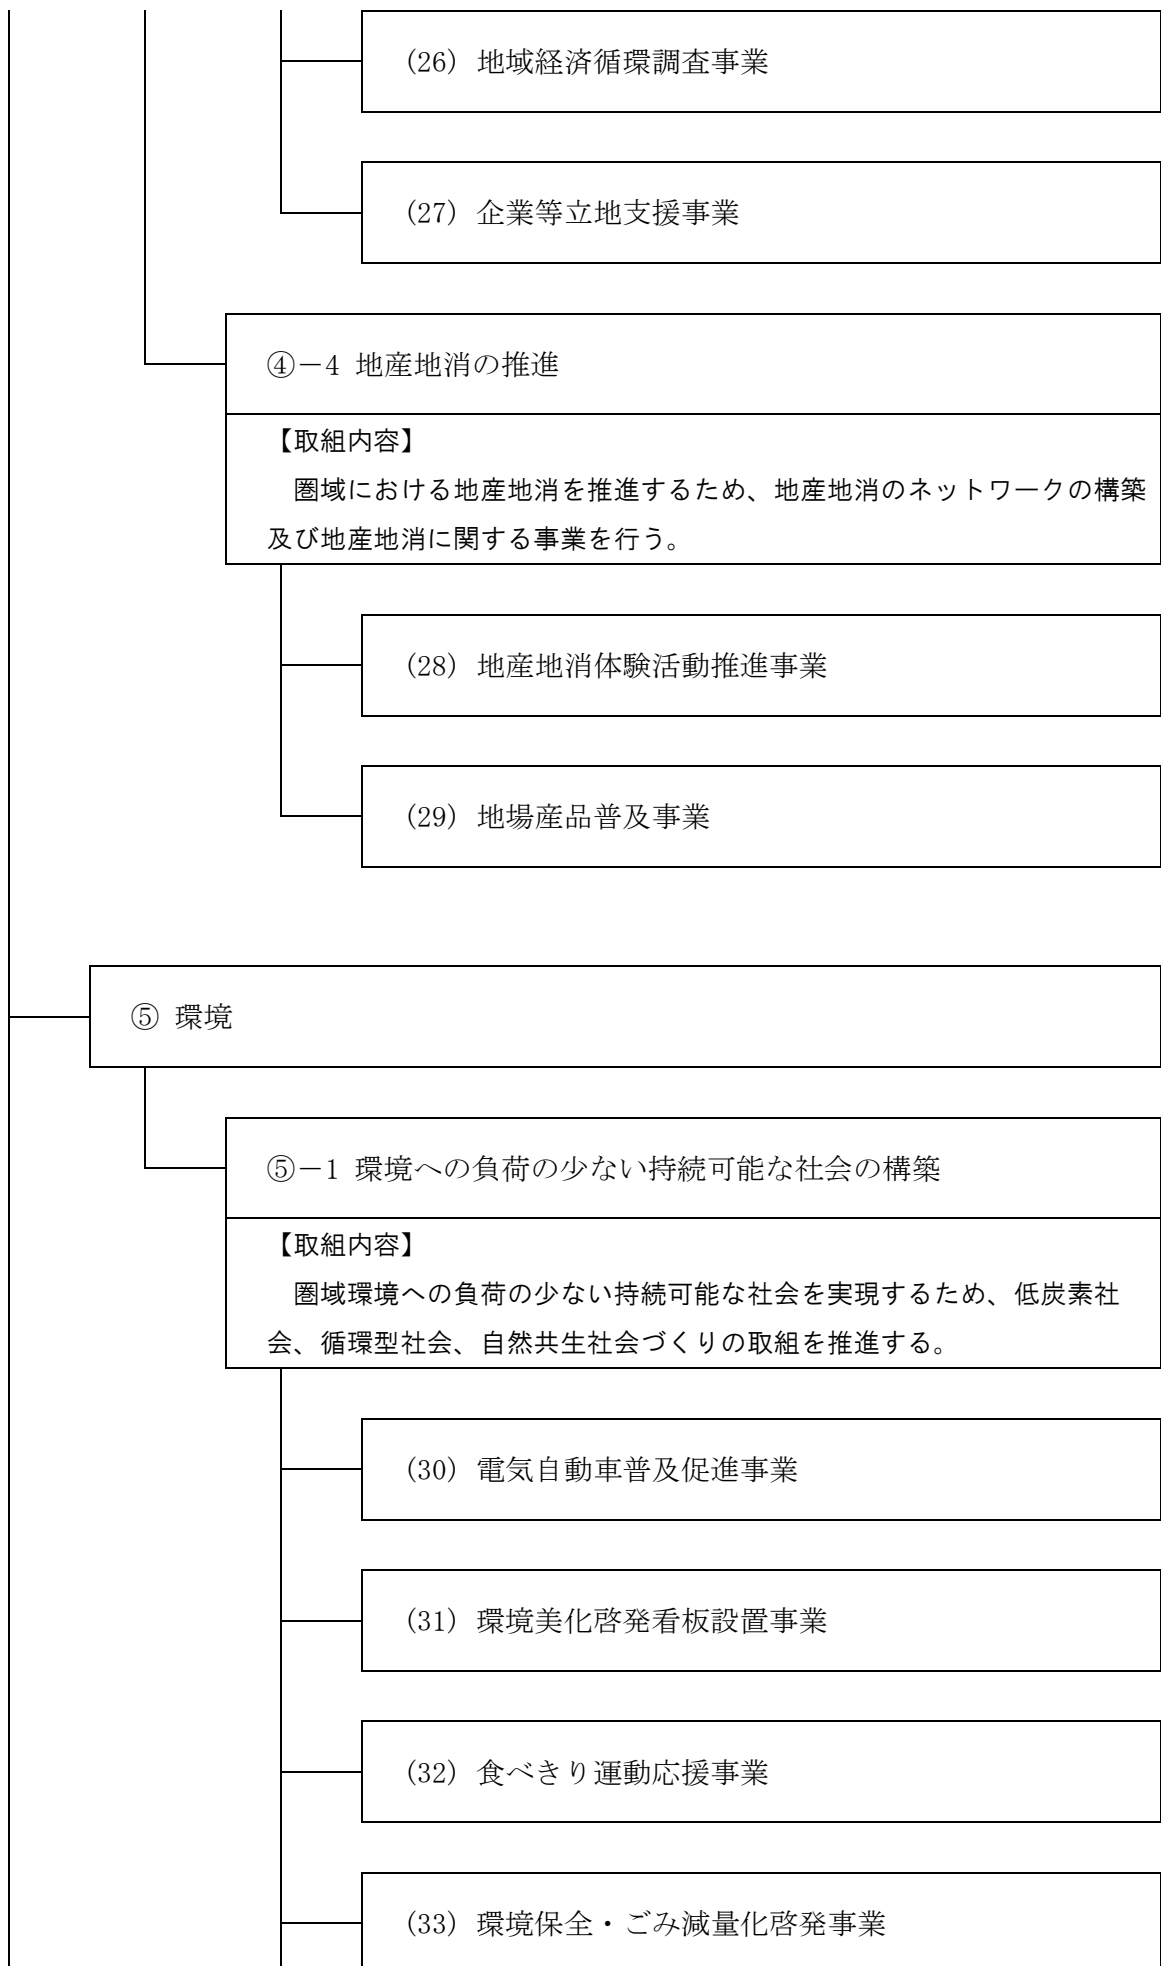 (26) 地域経済循環調査事業
(27) 企業等立地支援事業
④－4 地産地消の推進
【取組内容】
　圏域における地産地消を推進するため、地産地消のネットワークの構築
及び地産地消に関する事業を行う。
(28) 地産地消体験活動推進事業
(29) 地場産品普及事業
⑤ 環境
⑤－1 環境への負荷の少ない持続可能な社会の構築
【取組内容】
　圏域環境への負荷の少ない持続可能な社会を実現するため、低炭素社
会、循環型社会、自然共生社会づくりの取組を推進する。
(30) 電気自動車普及促進事業
(31) 環境美化啓発看板設置事業
(32) 食べきり運動応援事業
(33) 環境保全・ごみ減量化啓発事業